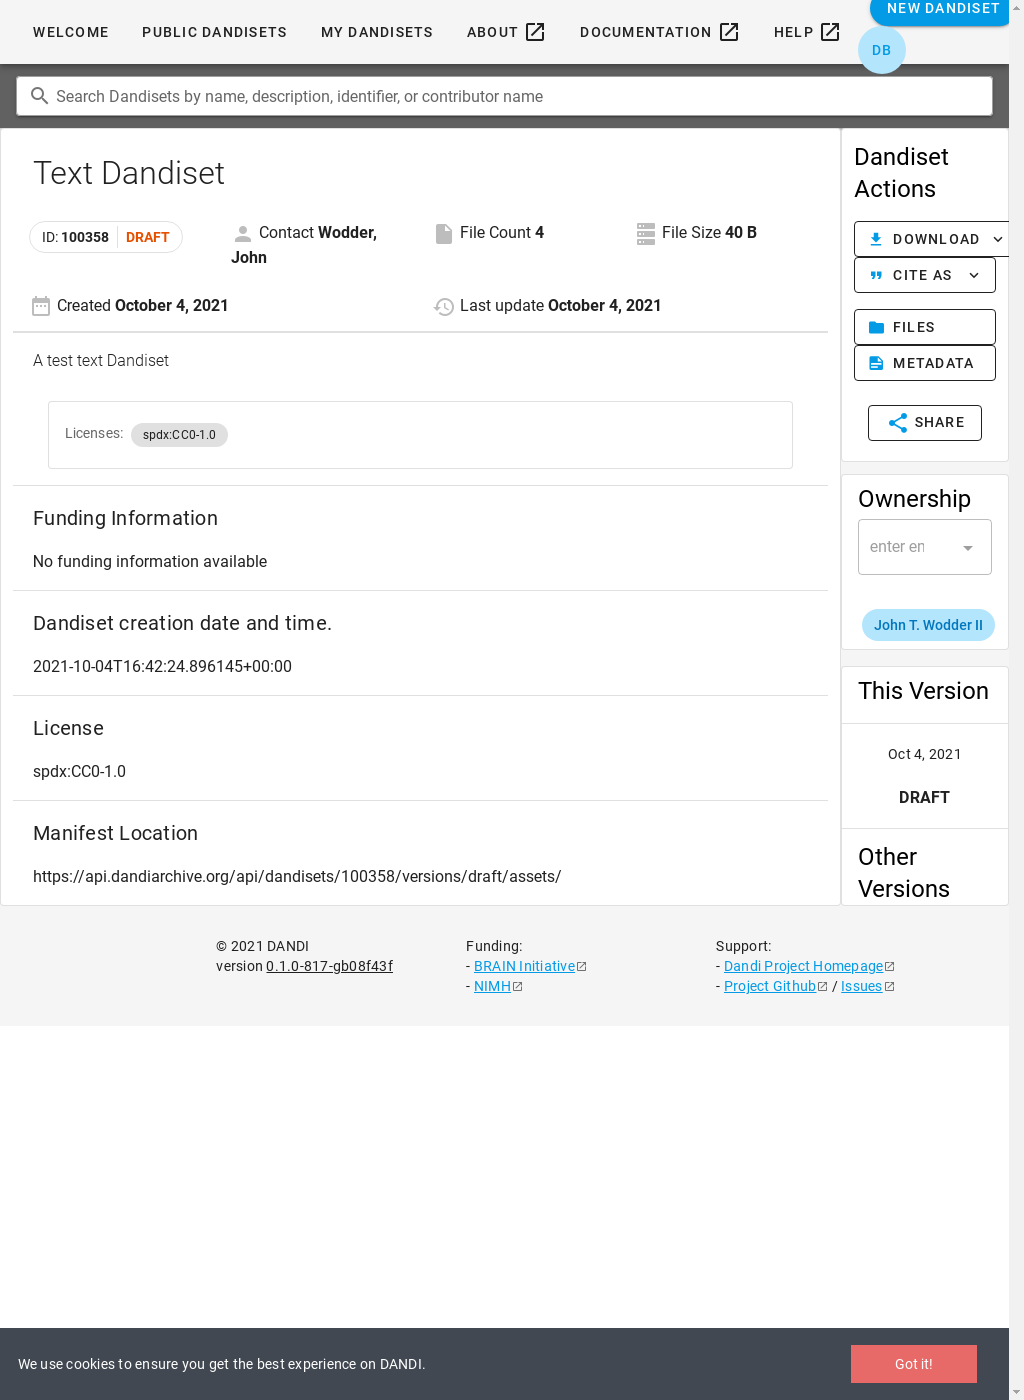 WELCOME
PUBLIC DANDISETS
MY DANDISETS
ABOUT
DOCUMENTATION
HELP
NEW DANDISET
DB
Search Dandisets by name, description, identifier, or contributor name
Text Dandiset
ID: 100358 DRAFT
Contact Wodder,
John
File Count 4
File Size 40 B
Created October 4, 2021
Last update October 4, 2021
A test text Dandiset
Licenses: spdx:CC0-1.0
Funding Information
No funding information available
Dandiset creation date and time.
2021-10-04T16:42:24.896145+00:00
License
spdx:CC0-1.0
Manifest Location
https://api.dandiarchive.org/api/dandisets/100358/versions/draft/assets/
Dandiset
Actions
DOWNLOAD
CITE AS
FILES
METADATA
SHARE
Ownership
enter en
John T. Wodder II
This Version
Oct 4, 2021
DRAFT
Other
Versions
© 2021 DANDI
version 0.1.0-817-gb08f43f
Funding:
- BRAIN Initiative
- NIMH
Support:
- Dandi Project Homepage
- Project Github / Issues
We use cookies to ensure you get the best experience on DANDI.
Got it!